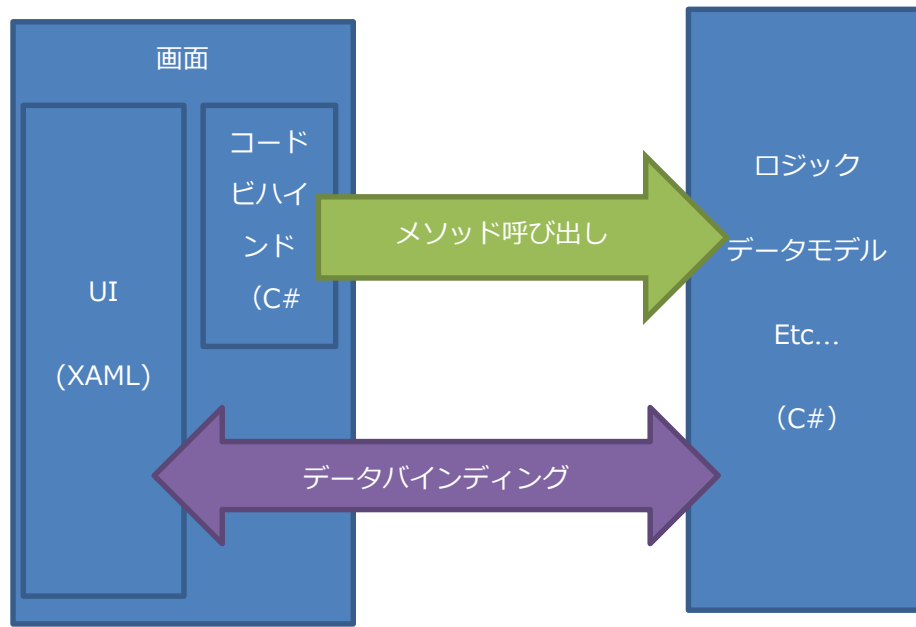 画面
UI
(XAML)
コード
ビハイ
ンド
（C#
メソッド呼び出し
データバインディング
ロジック
データモデル
Etc…
（C#）